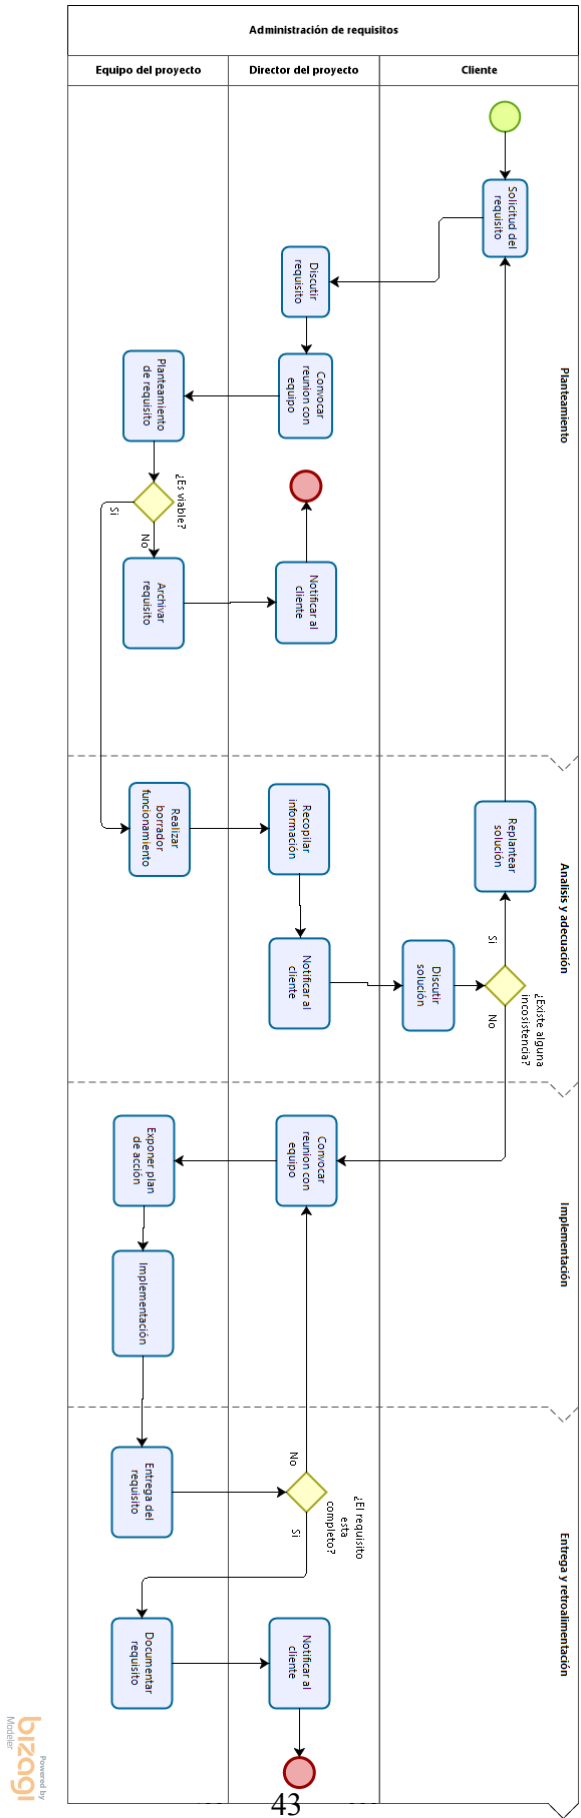 Administración de requisitos
Equipo del proyecto
Director del proyecto
Cliente
Planteamiento
Solicitud del
requisito
Discutir
requisito
Convocar
reunion con
equipo
Planteamiento
de requisito
¿Es viable?
Si
No
Archivar
requisito
Notificar al
cliente
Analisis y adecuación
Realizar
borrador
funcionamiento
Recopilar
información
Notificar al
cliente
Discutir
solución
¿Existe alguna
incosistencia?
Si
No
Replantear
solución
Implementación
Convocar
reunion con
equipo
Exponer plan
de acción
Implementación
Entrega y retroalimentación
Entrega del
requisito
¿El requisito
esta
completo?
No
Si
Documentar
requisito
Notificar al
cliente
Powered by
bizagi
Modeler
43